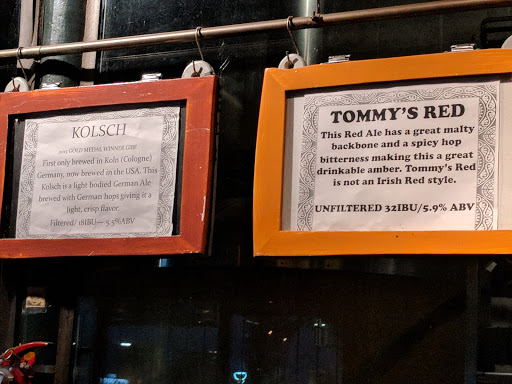 KOLSCH
GOLD MEDAL WINNER GIBF
First only brewed in Koln (Cologne)
Germany, now brewed in the USA. This
Kolsch is a light bodied German Ale
brewed with German hops giving it a
light, crisp flavor.
Filtered/ 18IBU— 5.5%ABV
TOMMY'S RED
This Red Ale has a great malty
backbone and a spicy hop
bitterness making this a great
drinkable amber. Tommy's Red
is not an Irish Red style.
UNFILTERED 32IBU/5.9% ABV